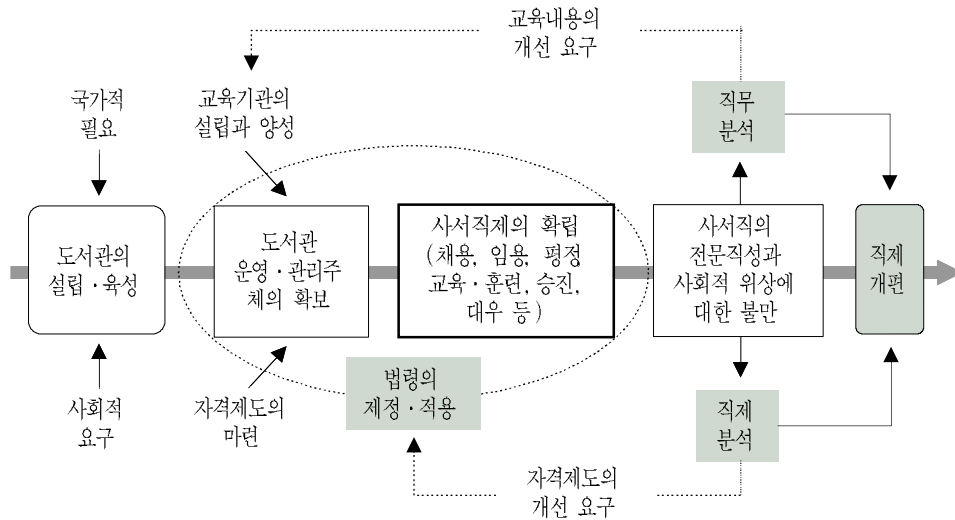 교육내용의
개선 요구
국가적
필요
교육기관의
설립과 양성
직무
분석
도서관의
설립·육성
도서관
운영·관리주
체의 확보
사서직제의 확립
(채용, 임용, 평정,
교육·훈련, 승진,
대우 등)
사서직의
전문직성과
사회적 위상에
대한 불만
직제
개편
사회적
요구
자격제도의
마련
법령의
제정·적용
직제
분석
자격제도의
개선 요구